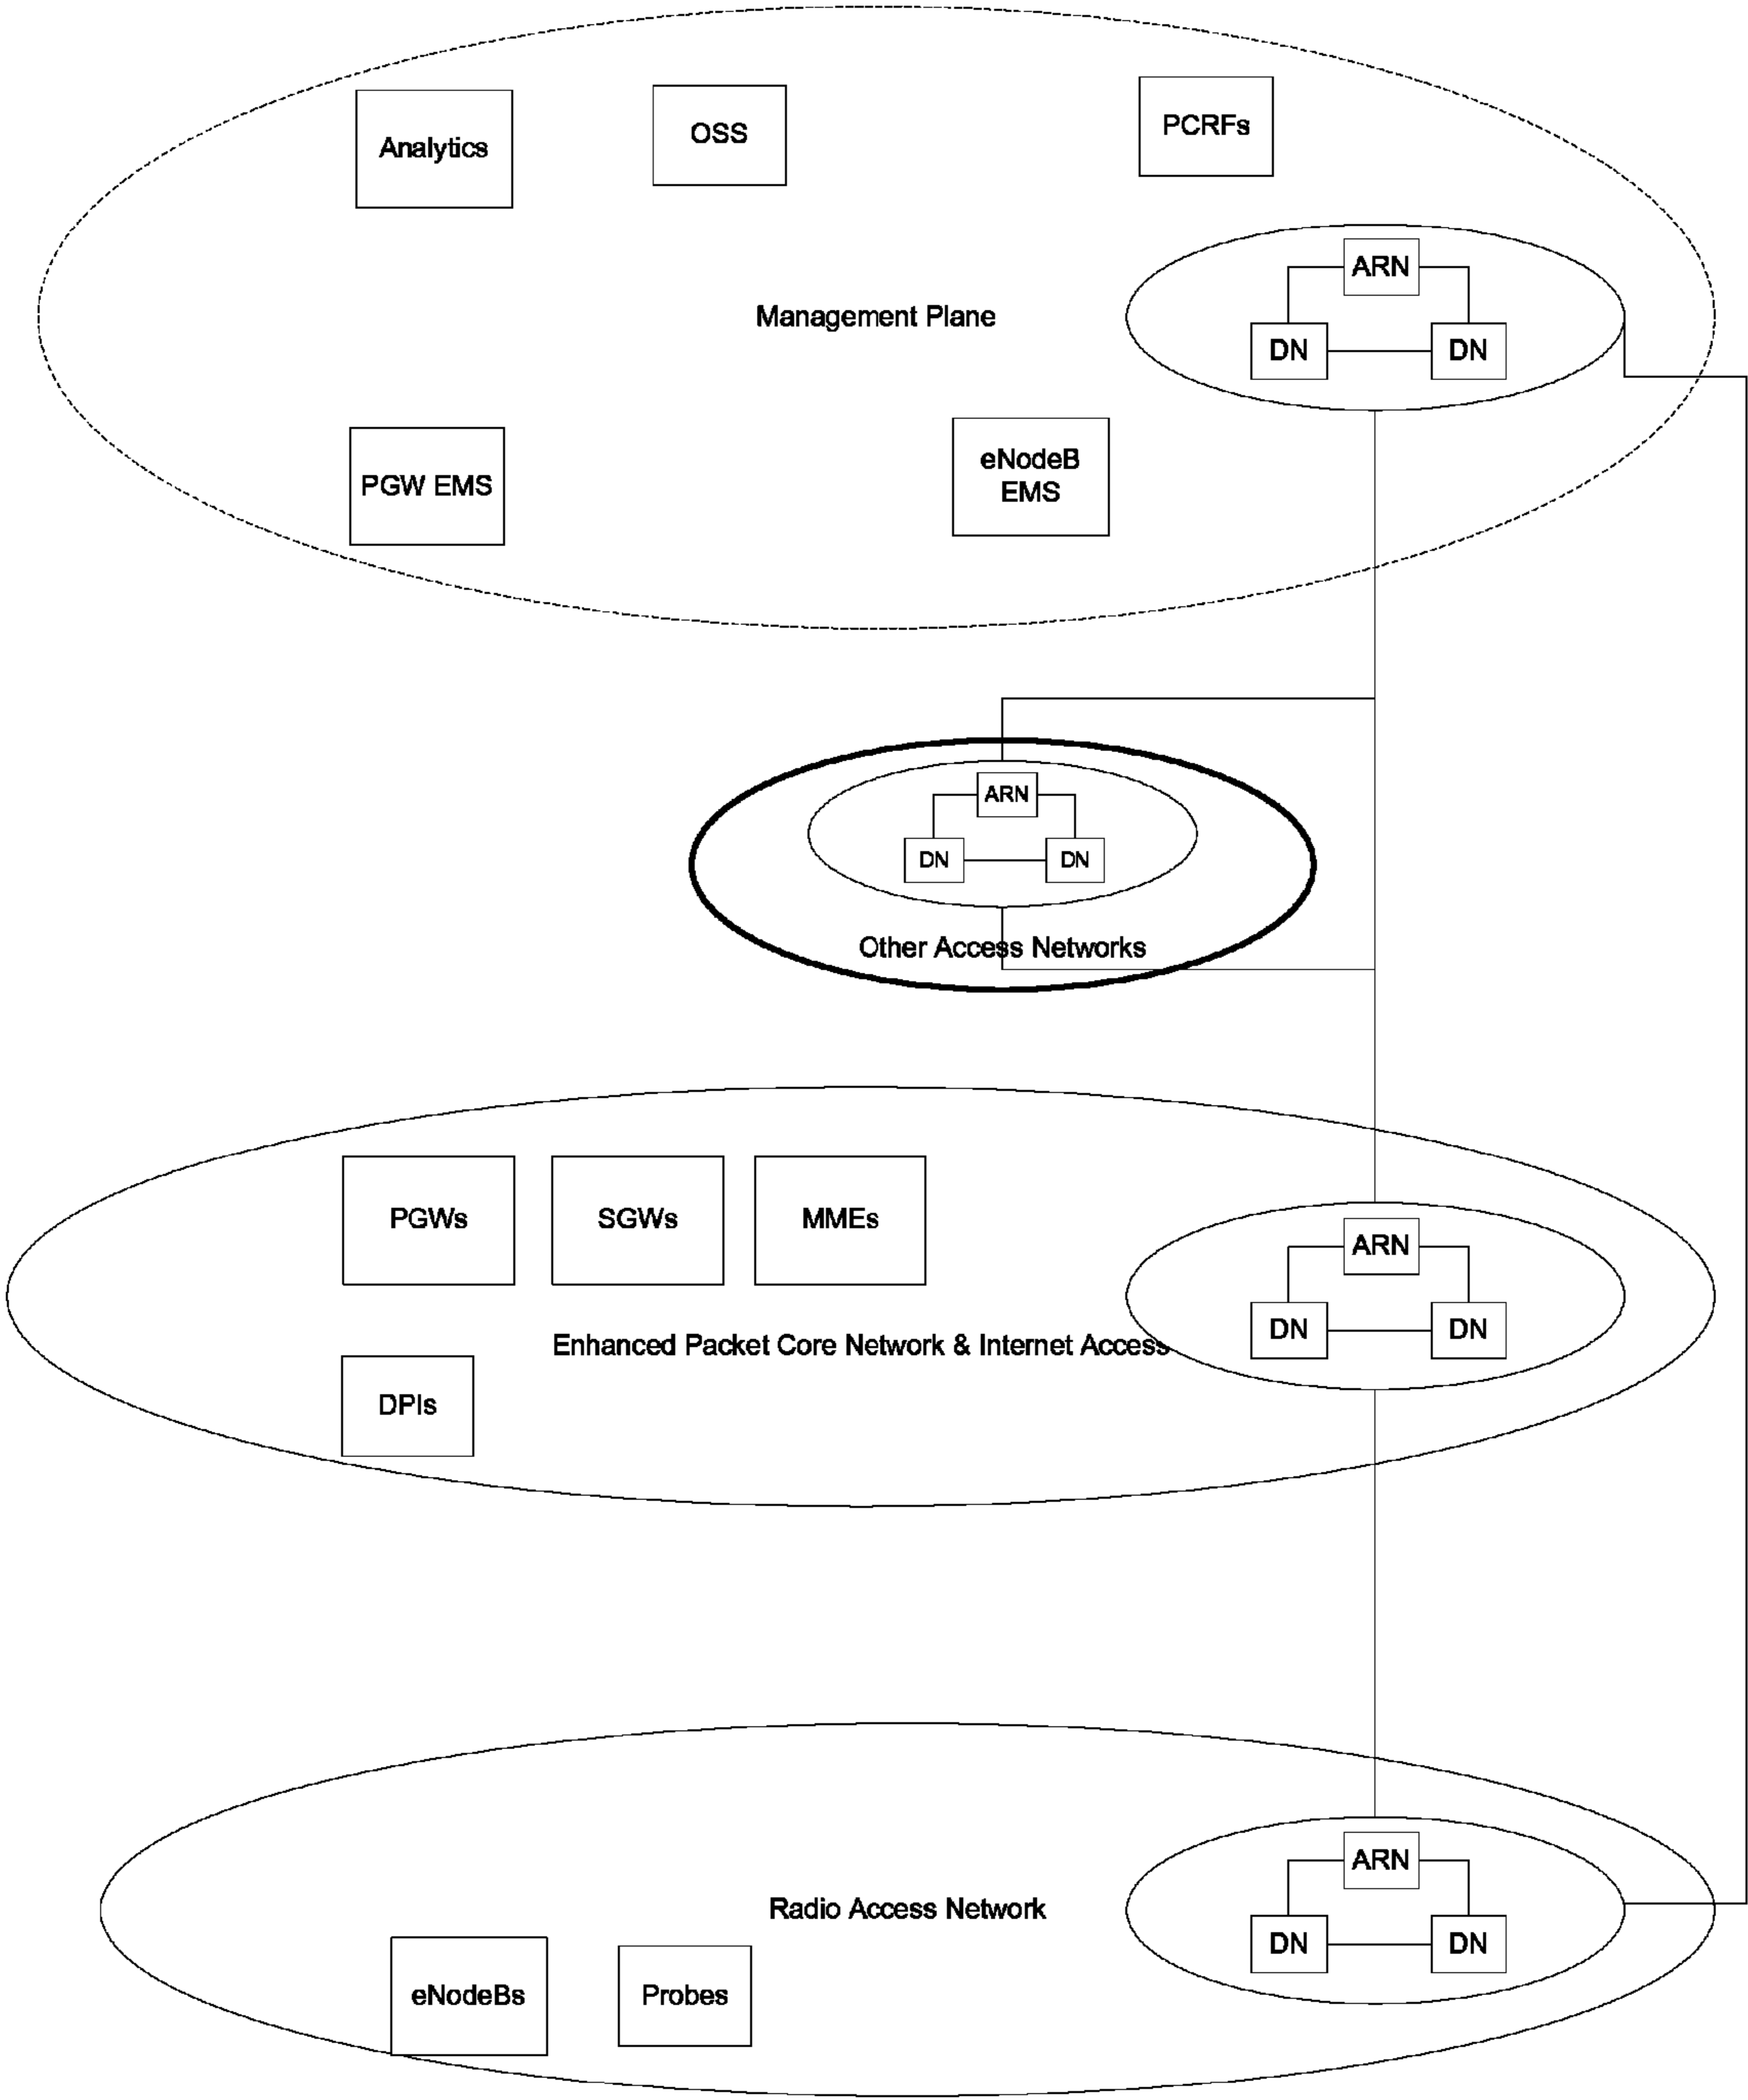 Analytics
OSS
PCRFs
ARN
DN
DN
Management Plane
PGW EMS
eNodeB
EMS
ARN
DN
DN
Other Access Networks
PGWs
SGWs
MMEs
ARN
DN
DN
Enhanced Packet Core Network & Internet Access
DPIs
ARN
DN
DN
Radio Access Network
eNodeBs
Probes